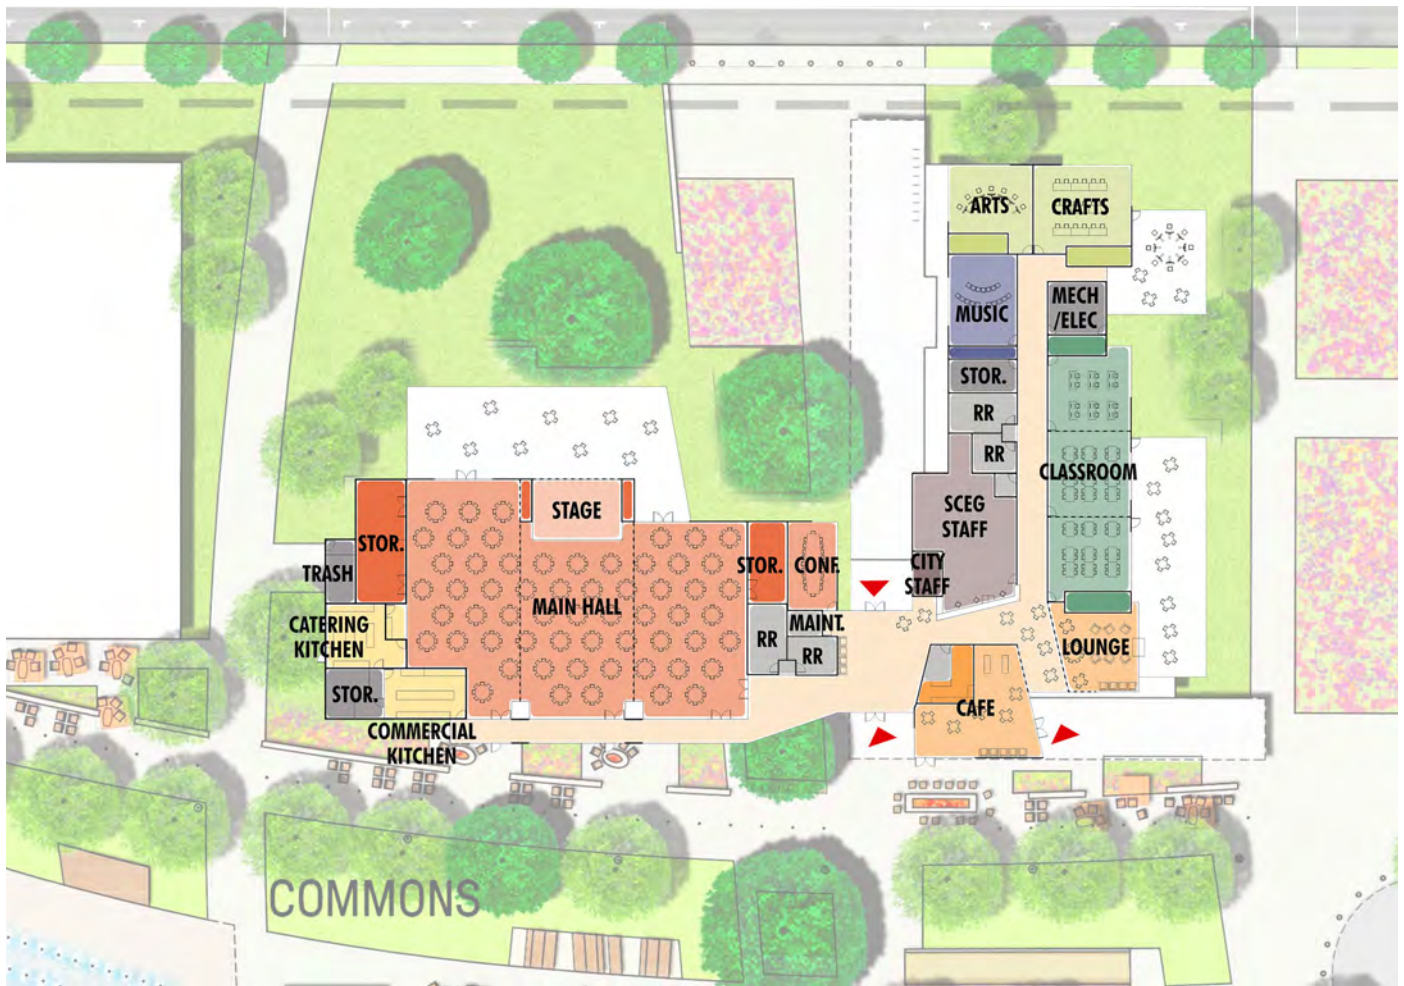 ARTS
CRAFTS
MUSIC
MECH
/ELEC
STOR.
RR
RR
CLASSROOM
SCEG
STAFF
CITY
STAFF
STAGE
STOR.
STOR.
CONF.
TRASH
MAIN HALL
CATERING
KITCHEN
MAINT.
RR
RR
LOUNGE
STOR.
CAFE
COMMERCIAL
KITCHEN
COMMONS